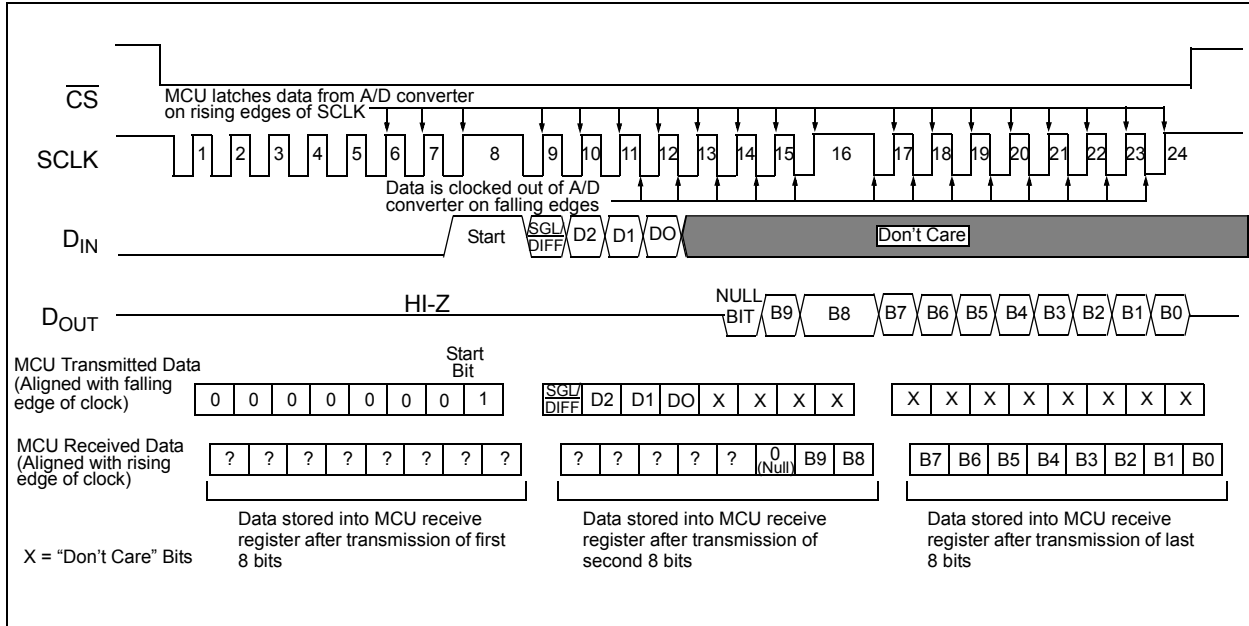 CS
MCU latches data from A/D converter
on rising edges of SCLK
SCLK
1 2 3 4 5 6 7 8 9 10 11 12 13 14 15 16 17 18 19 20 21 22 23 24
Data is clocked out of A/D
converter on falling edges
DIN
Start SGL/ DIFF D2 D1 DO Don't Care
HI-Z
NULL
BIT B9 B8 B7 B6 B5 B4 B3 B2 B1 B0
DOUT
MCU Transmitted Data
(Aligned with falling
edge of clock)
Start
Bit
0 0 0 0 0 0 0 1
SGL/ DIFF D2 D1 DO X X X X
X X X X X X X X
MCU Received Data
(Aligned with rising
edge of clock)
? ? ? ? ? ? ? ?
? ? ? ? ? 0 (Null) B9 B8
B7 B6 B5 B4 B3 B2 B1 B0
Data stored into MCU receive
register after transmission of first
8 bits
Data stored into MCU receive
register after transmission of
second 8 bits
Data stored into MCU receive
register after transmission of last
8 bits
X = “Don’t Care” Bits